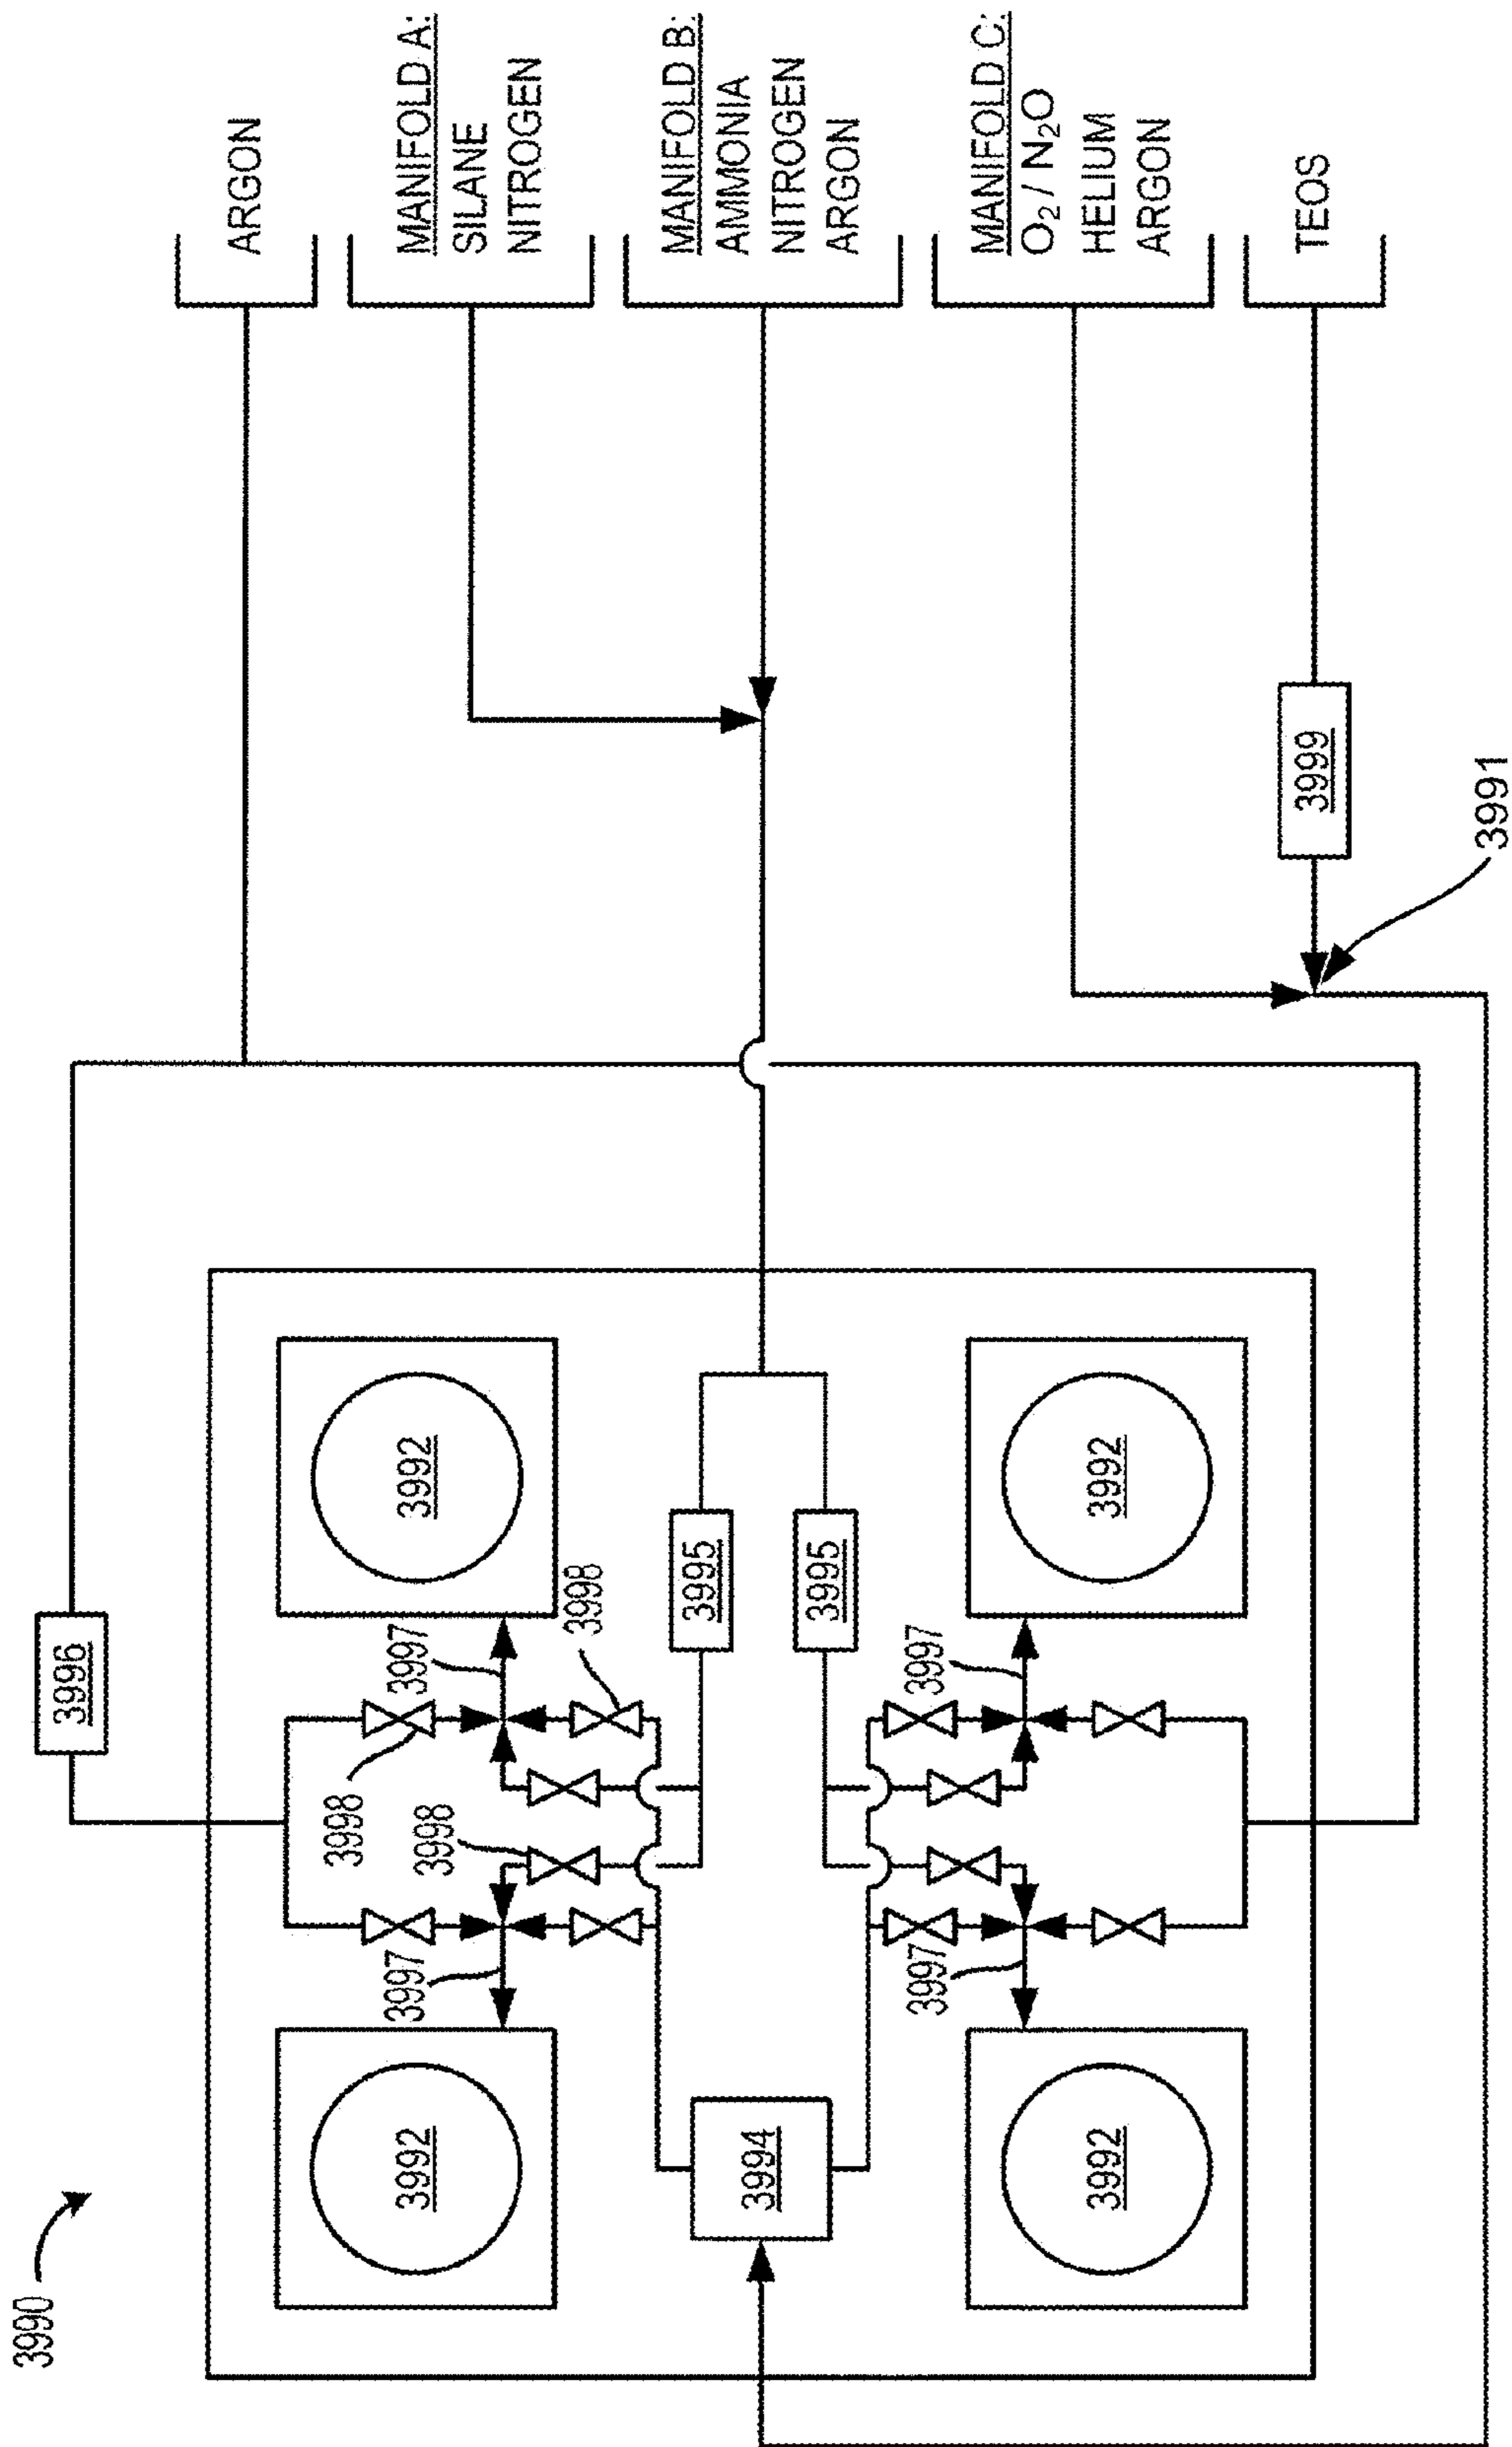 3990
3996
ARGON
3998
3992
3997
3997
3992
3998
3998
MANIFOLD A:
SILANE
NITROGEN
3995
3994
3995
MANIFOLD B:
AMMONIA
NITROGEN
ARGON
3997
3997
3992
3992
MANIFOLD C:
O₂ / N₂O
HELIUM
ARGON
3999
TEOS
3991